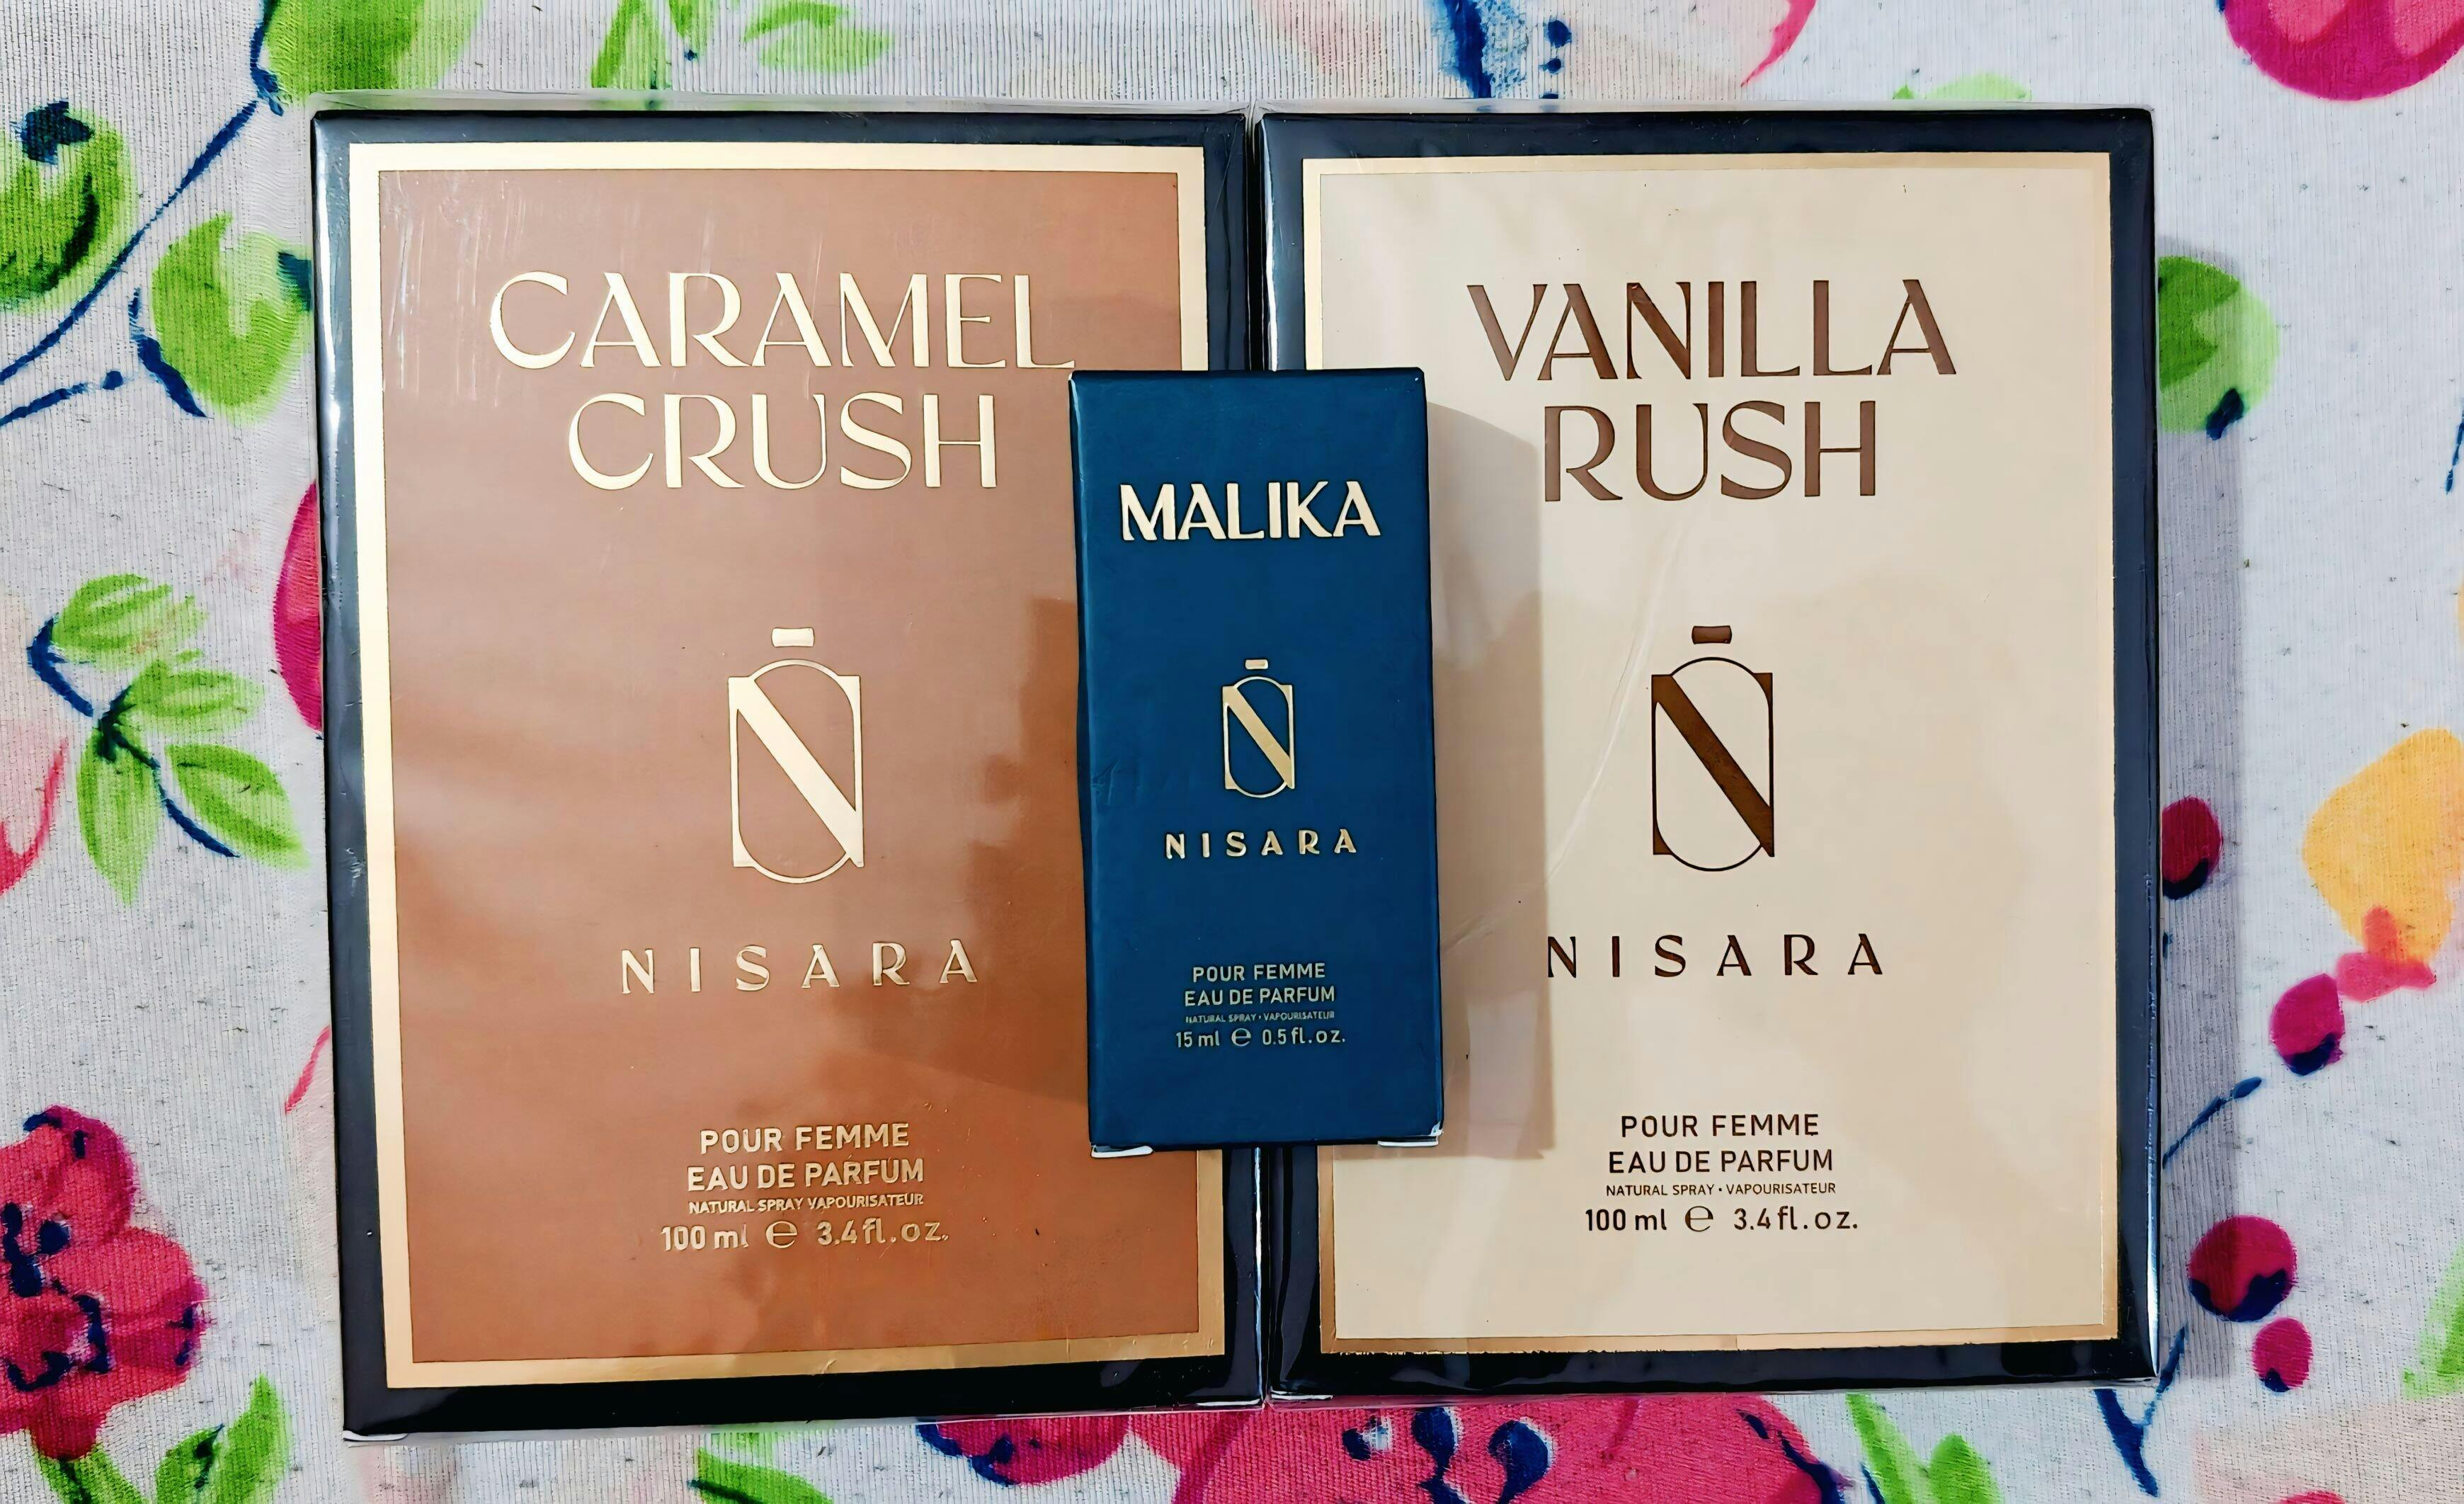 CARAMEL
CRUSH
N
NISARA
POUR FEMME
EAU DE PARFUM
NATURAL SPRAY VAPOURISATEUR
100 ml ℮ 3.4 fl.oz.
MALIKA
N
NISARA
POUR FEMME
EAU DE PARFUM
NATURAL SPRAY • VAPOURISATEUR
15 ml ℮ 0.5 fl.oz.
VANILLA
RUSH
N
NISARA
POUR FEMME
EAU DE PARFUM
NATURAL SPRAY • VAPOURISATEUR
100 ml ℮ 3.4 fl.oz.